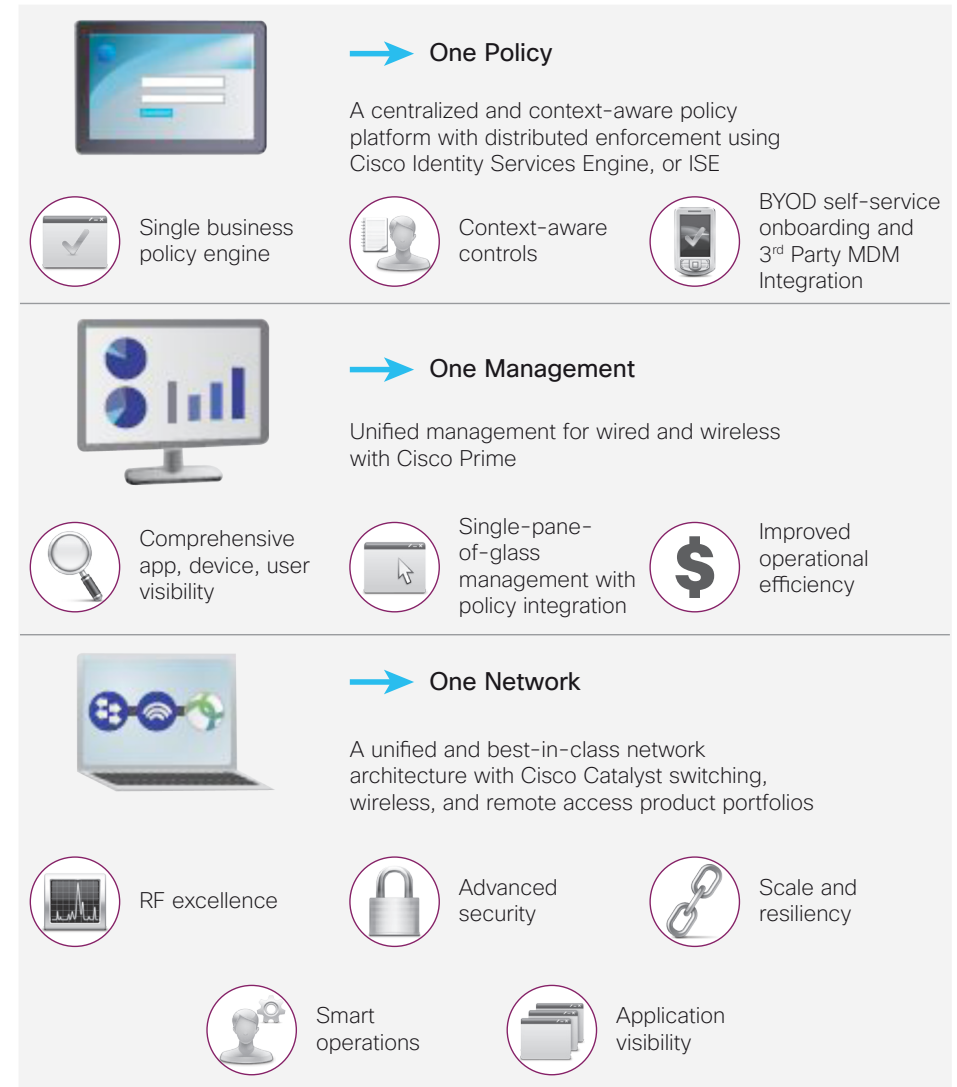 One Policy
A centralized and context-aware policy
platform with distributed enforcement using
Cisco Identity Services Engine, or ISE
Single business
policy engine
Context-aware
controls
BYOD self-service
onboarding and
3rd Party MDM
Integration
One Management
Unified management for wired and wireless
with Cisco Prime
Comprehensive
app, device, user
visibility
Single-pane-
of-glass
management with
policy integration
Improved
operational
efficiency
One Network
A unified and best-in-class network
architecture with Cisco Catalyst switching,
wireless, and remote access product portfolios
RF excellence
Advanced
security
Scale and
resiliency
Smart
operations
Application
visibility